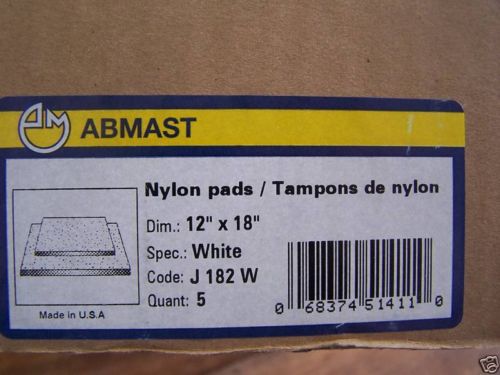 AM ABMAST
Nylon pads / Tampons de nylon
Dim.: 12" x 18"
Spec.: White
Code: J 182 W
Quant: 5
Made in U.S.A
0 68374 51411 0